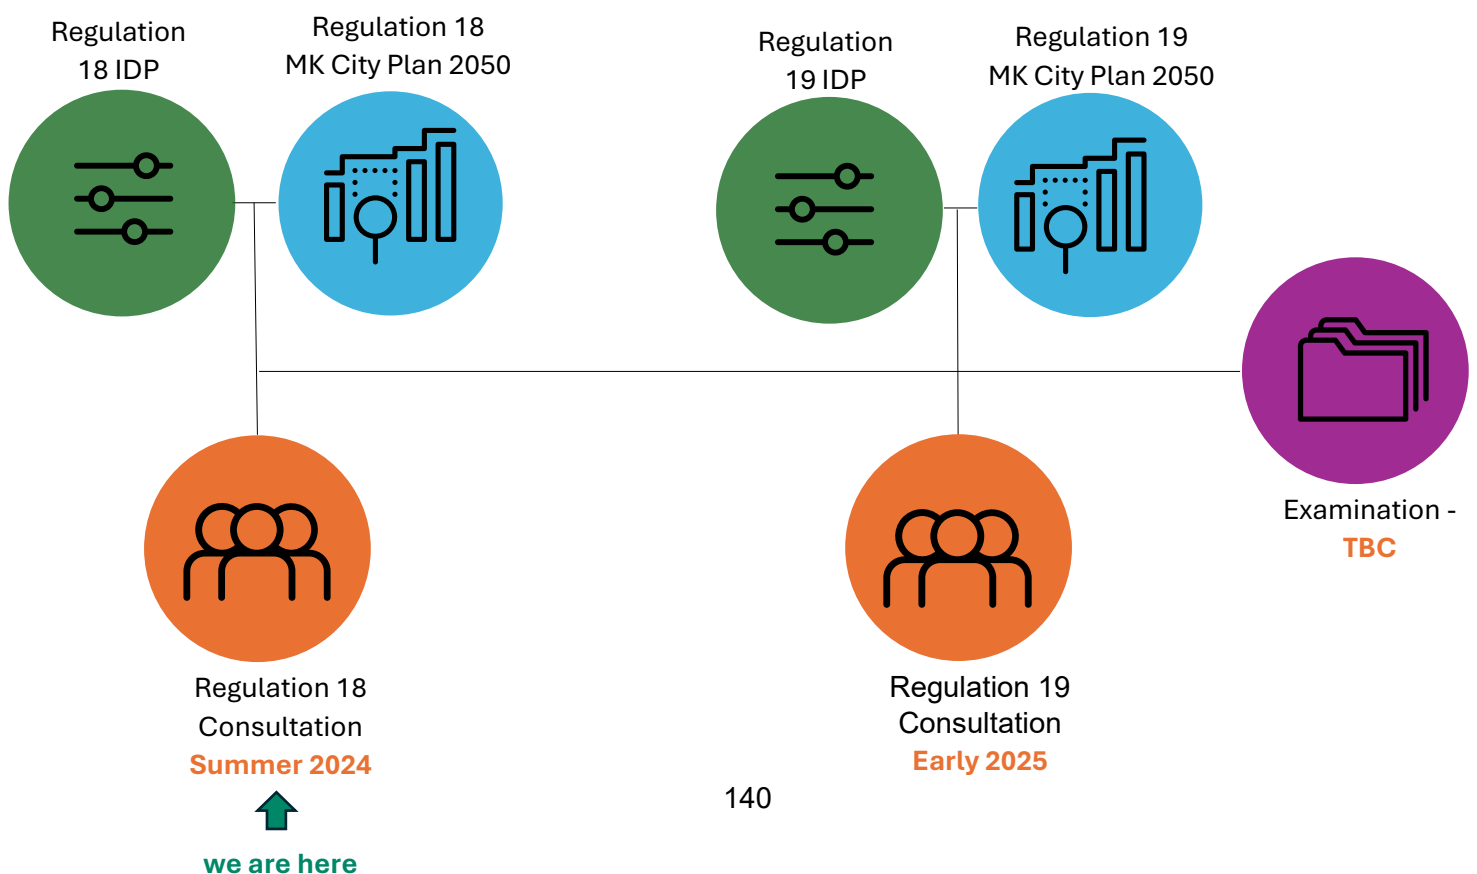 Regulation
18 IDP
Regulation 18
MK City Plan 2050
Regulation
19 IDP
Regulation 19
MK City Plan 2050
Examination -
TBC
Regulation 18
Consultation
Summer 2024
we are here
Regulation 19
Consultation
Early 2025
140